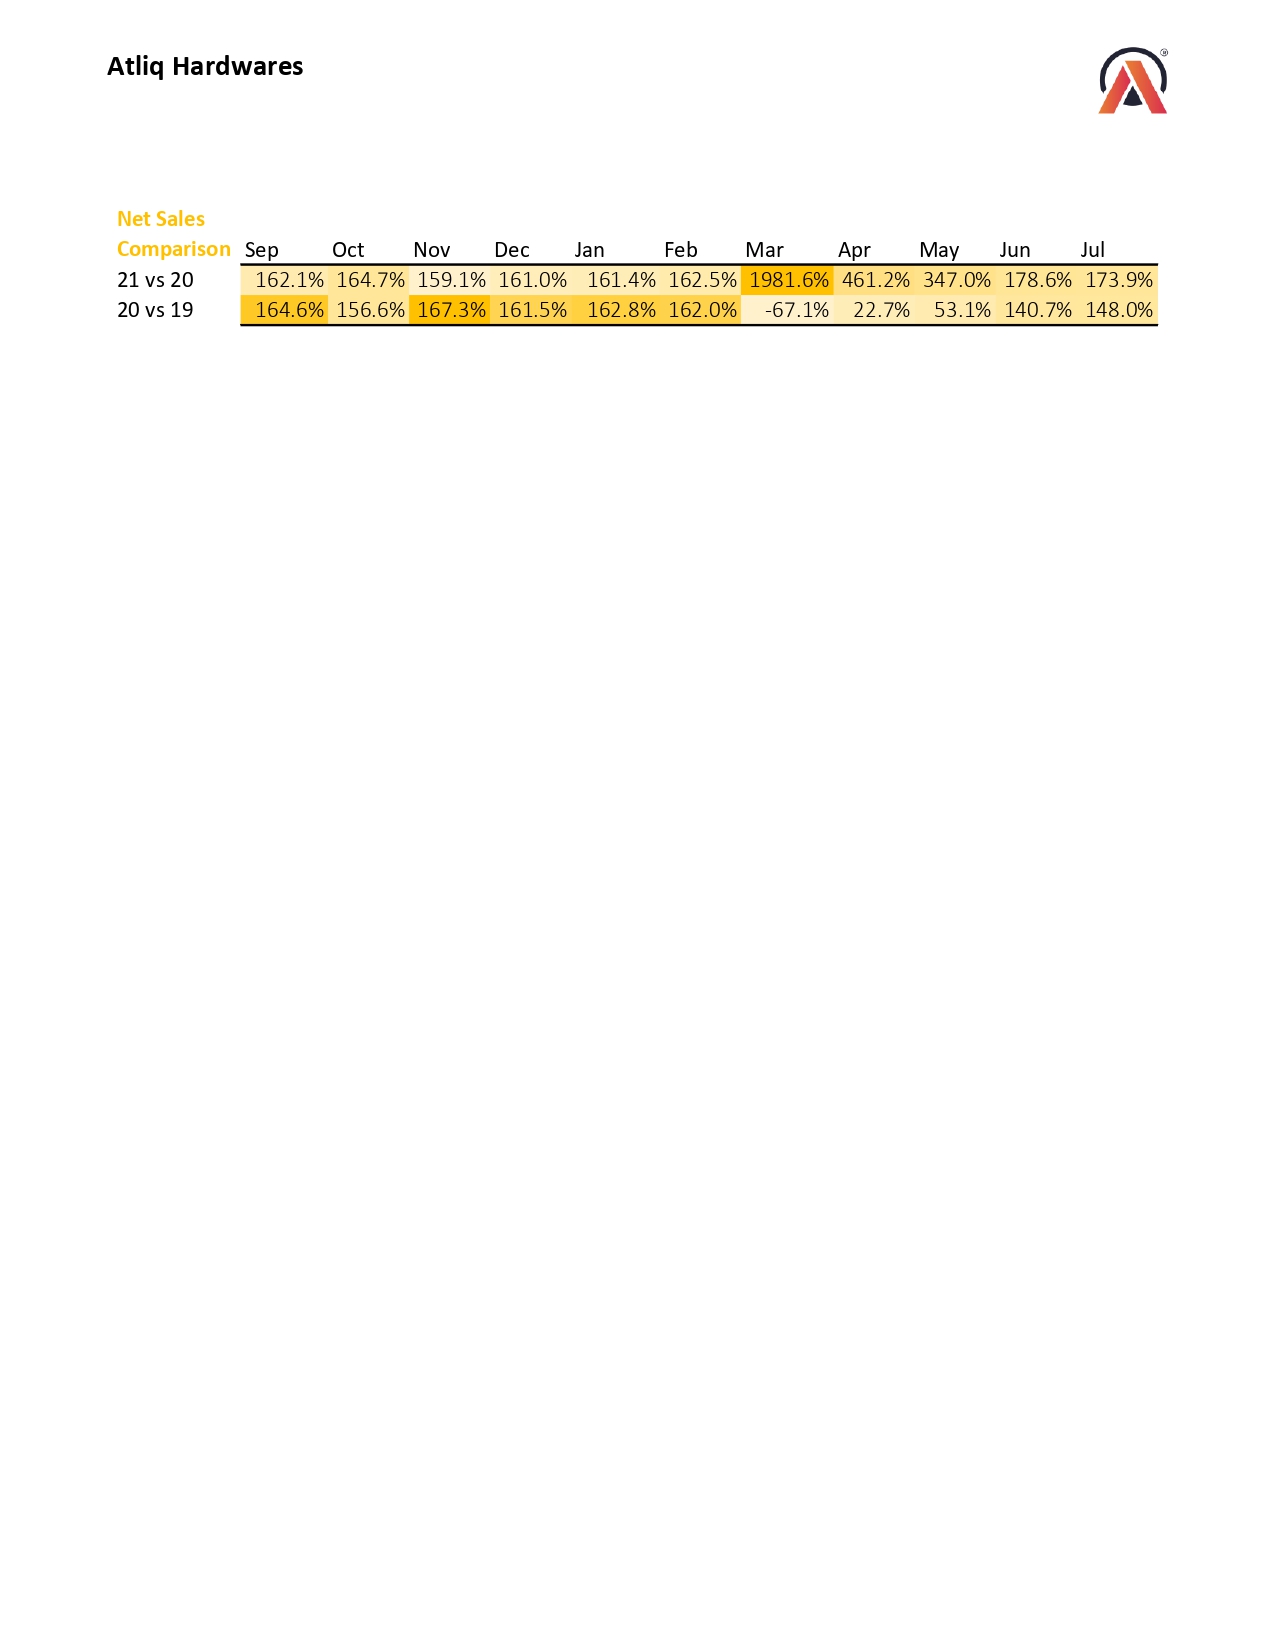 Atliq Hardwares
®
Net Sales
Comparison Sep Oct Nov Dec Jan Feb Mar Apr May Jun Jul
21 vs 20 162.1% 164.7% 159.1% 161.0% 161.4% 162.5% 1981.6% 461.2% 347.0% 178.6% 173.9%
20 vs 19 164.6% 156.6% 167.3% 161.5% 162.8% 162.0% -67.1% 22.7% 53.1% 140.7% 148.0%